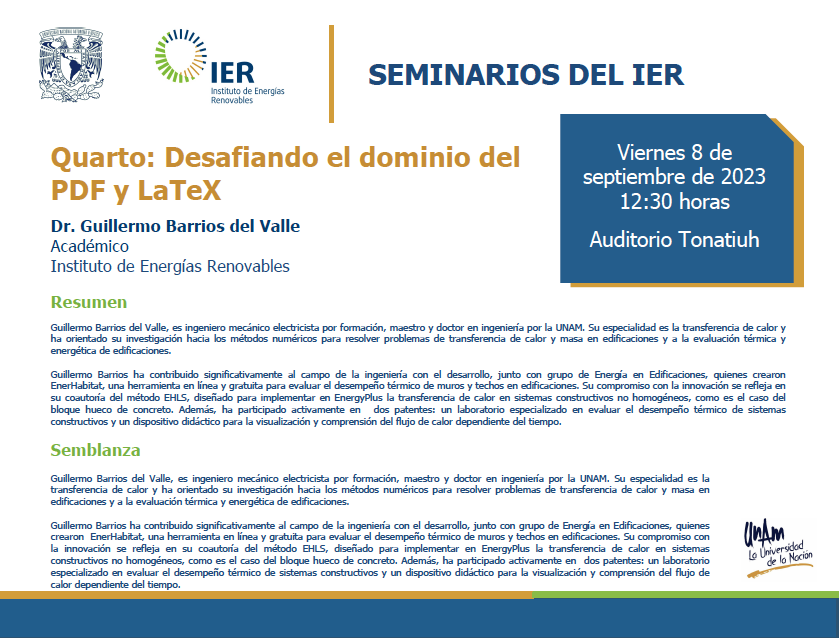 IER
Instituto de Energías
Renovables
SEMINARIOS DEL IER
Quarto: Desafiando el dominio del
PDF y LaTeX
Dr. Guillermo Barrios del Valle
Académico
Instituto de Energías Renovables
Viernes 8 de
septiembre de 2023
12:30 horas
Auditorio Tonatiuh
Resumen
Guillermo Barrios del Valle, es ingeniero mecánico electricista por formación, maestro y doctor en ingeniería por la UNAM. Su especialidad es la transferencia de calor y
ha orientado su investigación hacia los métodos numéricos para resolver problemas de transferencia de calor y masa en edificaciones y a la evaluación térmica y
energética de edificaciones.
Guillermo Barrios ha contribuido significativamente al campo de la ingeniería con el desarrollo, junto con grupo de Energía en Edificaciones, quienes crearon
EnerHabitat, una herramienta en línea y gratuita para evaluar el desempeño térmico de muros y techos en edificaciones. Su compromiso con la innovación se refleja en
su coautoría del método EHLS, diseñado para implementar en EnergyPlus la transferencia de calor en sistemas constructivos no homogéneos, como es el caso del
bloque hueco de concreto. Además, ha participado activamente en dos patentes: un laboratorio especializado en evaluar el desempeño térmico de sistemas
constructivos y un dispositivo didáctico para la visualización y comprensión del flujo de calor dependiente del tiempo.
Semblanza
Guillermo Barrios del Valle, es ingeniero mecánico electricista por formación, maestro y doctor en ingeniería por la UNAM. Su especialidad es la
transferencia de calor y ha orientado su investigación hacia los métodos numéricos para resolver problemas de transferencia de calor y masa en
edificaciones y a la evaluación térmica y energética de edificaciones.
Guillermo Barrios ha contribuido significativamente al campo de la ingeniería con el desarrollo, junto con grupo de Energía en Edificaciones, quienes
crearon EnerHabitat, una herramienta en línea y gratuita para evaluar el desempeño térmico de muros y techos en edificaciones. Su compromiso con
la innovación se refleja en su coautoría del método EHLS, diseñado para implementar en EnergyPlus la transferencia de calor en sistemas
constructivos no homogéneos, como es el caso del bloque hueco de concreto. Además, ha participado activamente en dos patentes: un laboratorio
especializado en evaluar el desempeño térmico de sistemas constructivos y un dispositivo didáctico para la visualización y comprensión del flujo de
calor dependiente del tiempo.
UNAM
La Universidad
de la Nación